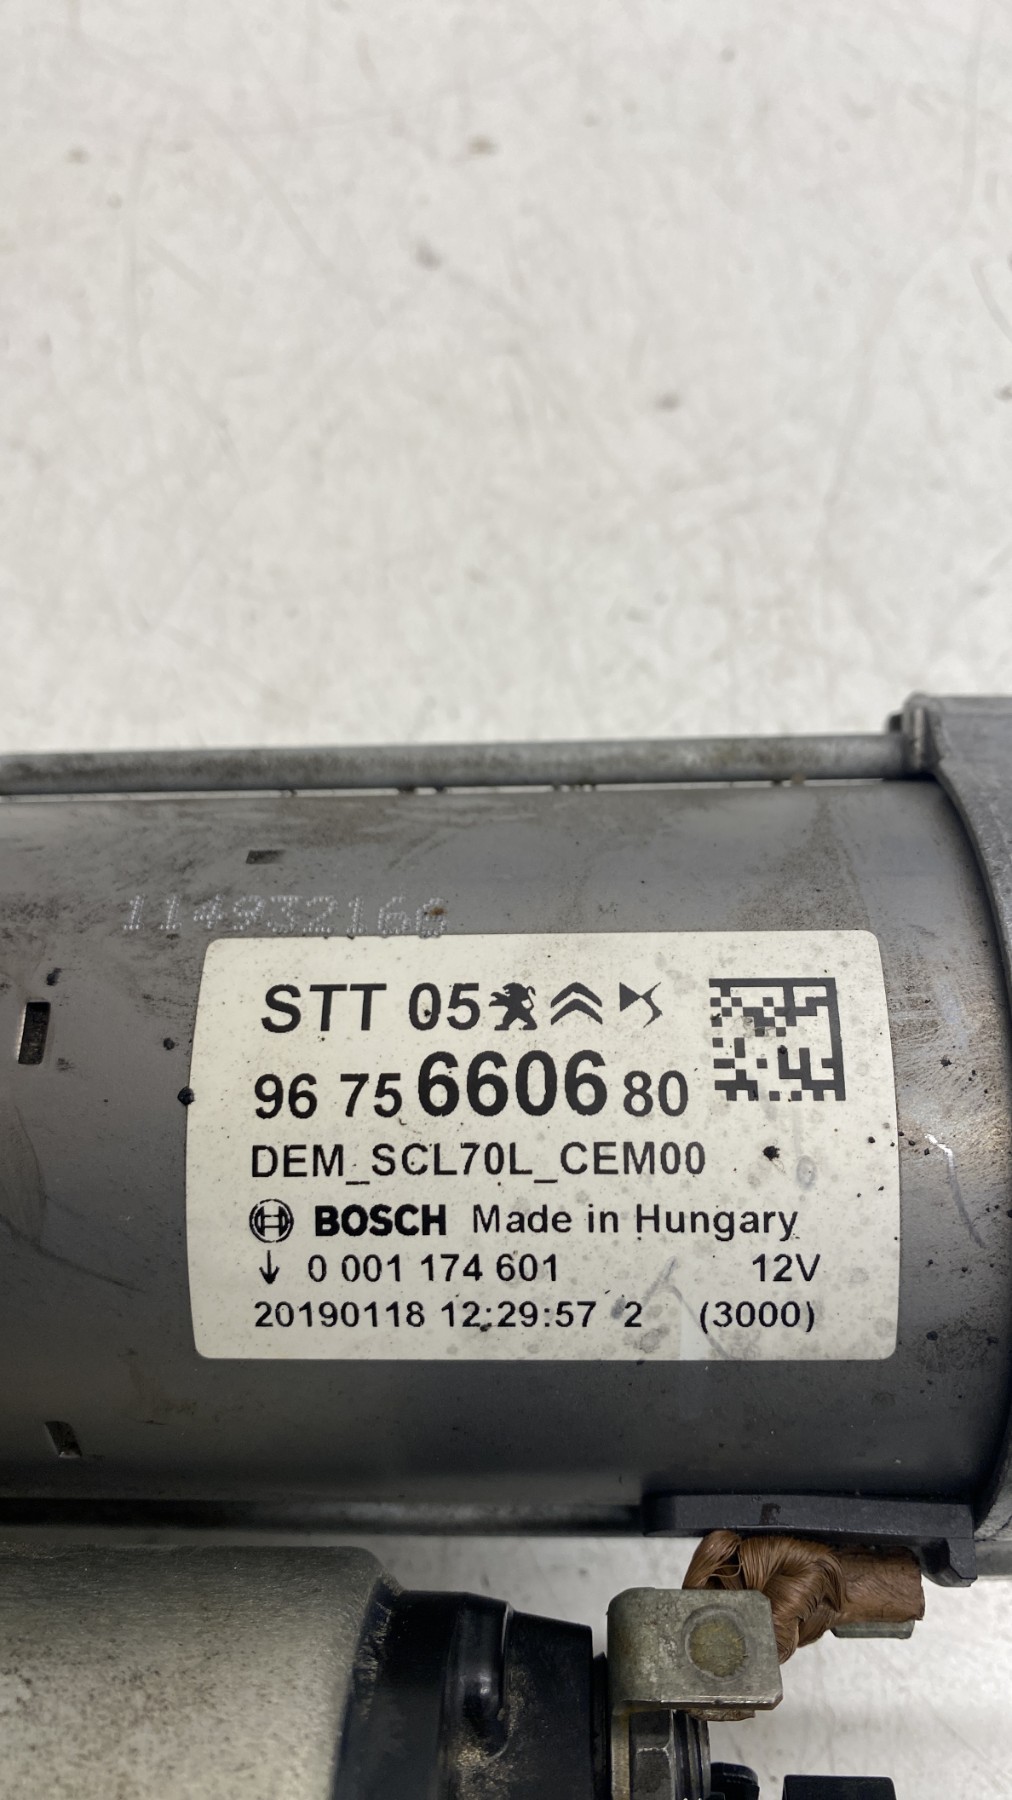 114932166
STT 05
96 75 6606 80
DEM_SCL70L_CEM00
BOSCH Made in Hungary
↓ 0 001 174 601 12V
20190118 12:29:57 2 (3000)